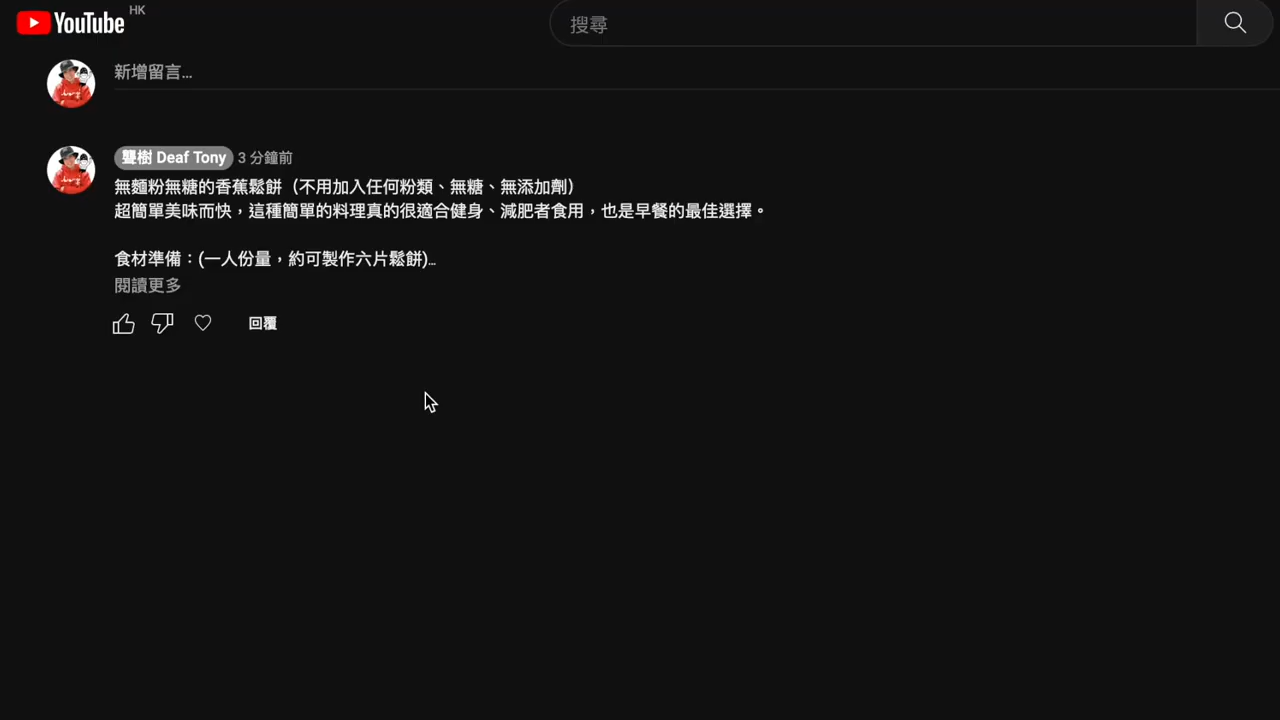 YouTube HK
搜尋
新增留言...
聾樹 Deaf Tony 3 分鐘前
無麵粉無糖的香蕉鬆餅（不用加入任何粉類、無糖、無添加劑）
超簡單美味而快，這種簡單的料理真的很適合健身、減肥者食用，也是早餐的最佳選擇。
食材準備：(一人份量，約可製作六片鬆餅)...
閱讀更多
回覆